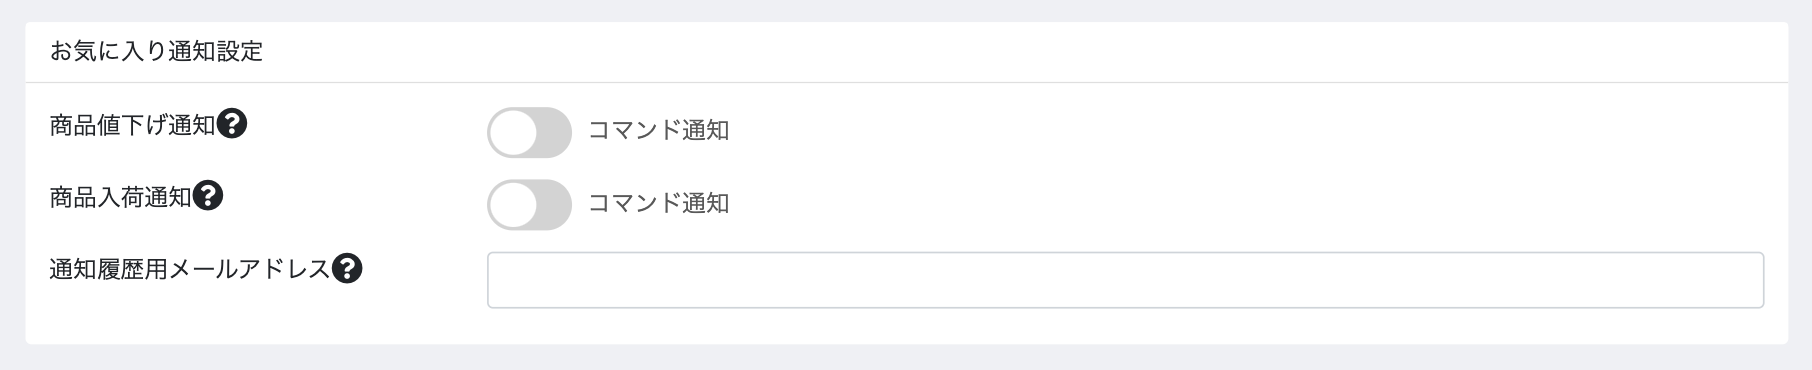 お気に入り通知設定
商品値下げ通知? コマンド通知
商品入荷通知? コマンド通知
通知履歴用メールアドレス?